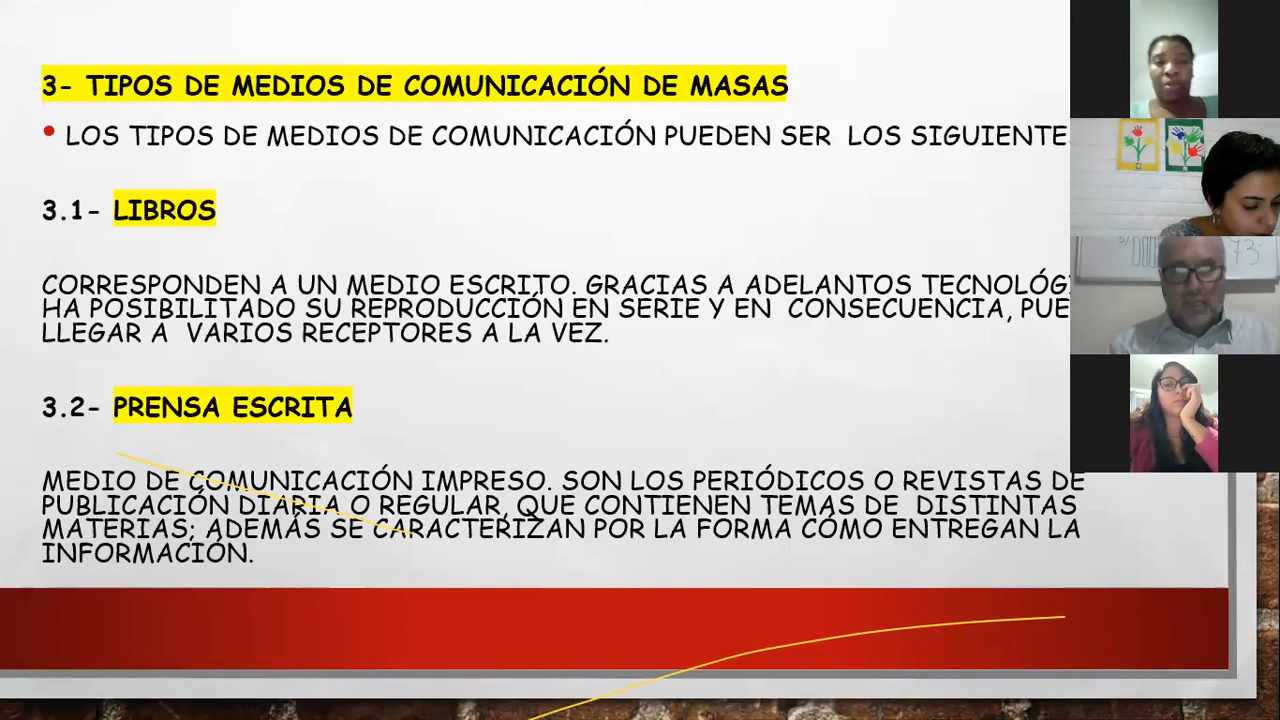 3- TIPOS DE MEDIOS DE COMUNICACIÓN DE MASAS
• LOS TIPOS DE MEDIOS DE COMUNICACIÓN PUEDEN SER LOS
3.1- LIBROS
CORRESPONDEN A UN MEDIO ESCRITO. GRACIAS A ADELANTOS
HA POSIBILITADO SU REPRODUCCIÓN EN SERIE Y EN CONSECUENCIA,
LLEGAR A VARIOS RECEPTORES A LA VEZ.
3.2- PRENSA ESCRITA
MEDIO DE COMUNICACIÓN IMPRESO. SON LOS PERIÓDICOS O REVISTAS DE
PUBLICACIÓN DIARIA O REGULAR, QUE CONTIENEN TEMAS DE DISTINTAS
MATERIAS; ADEMÁS SE CARACTERIZAN POR LA FORMA CÓMO ENTREGAN LA
INFORMACIÓN.
73